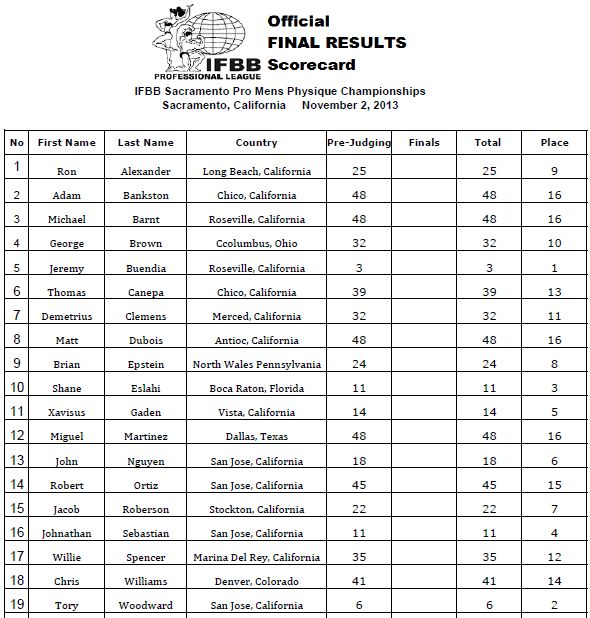 Official
FINAL RESULTS
Scorecard
IFBB
PROFESSIONAL LEAGUE
IFBB Sacramento Pro Mens Physique Championships
Sacramento, California November 2, 2013
No First Name Last Name Country Pre-Judging Finals Total Place
1 Ron Alexander Long Beach, California 25 25 9
2 Adam Bankston Chico, California 48 48 16
3 Michael Barnt Roseville, California 48 48 16
4 George Brown Ccolumbus, Ohio 32 32 10
5 Jeremy Buendia Roseville, California 3 3 1
6 Thomas Canepa Chico, California 39 39 13
7 Demetrius Clemens Merced, California 32 32 11
8 Matt Dubois Antioc, California 48 48 16
9 Brian Epstein North Wales Pennsylvania 24 24 8
10 Shane Eslahi Boca Raton, Florida 11 11 3
11 Xavisus Gaden Vista, California 14 14 5
12 Miguel Martinez Dallas, Texas 48 48 16
13 John Nguyen San Jose, California 18 18 6
14 Robert Ortiz San Jose, California 45 45 15
15 Jacob Roberson Stockton, California 22 22 7
16 Johnathan Sebastian San Jose, California 11 11 4
17 Willie Spencer Marina Del Rey, California 35 35 12
18 Chris Williams Denver, Colorado 41 41 14
19 Tory Woodward San Jose, California 6 6 2